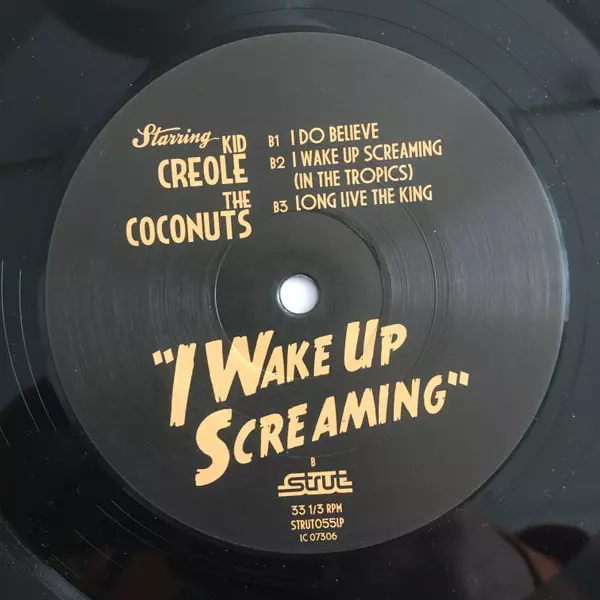 Starring KID
CREOLE
THE
COCONUTS
B1 I DO BELIEVE
B2 I WAKE UP SCREAMING
(IN THE TROPICS)
B3 LONG LIVE THE KING
"I WAKE UP
SCREAMING"
B
strut
33 1/3 RPM
STRUT055LP
IC 07306